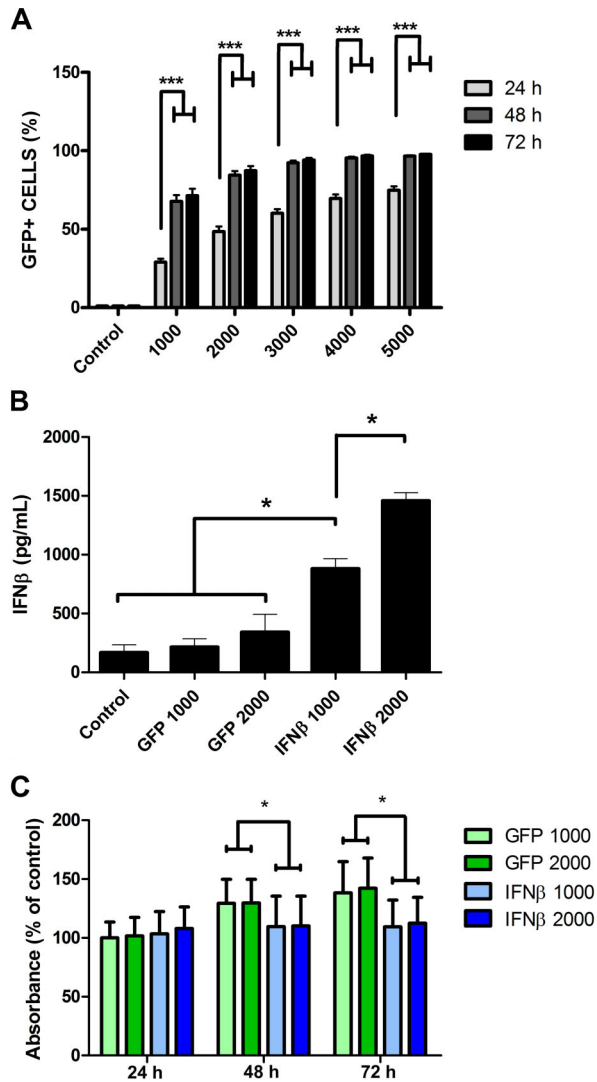 A
***
***
***
***
***
150
100
50
0
GFP+ CELLS (%)
24 h
48 h
72 h
Control
1000
2000
3000
4000
5000
B
*
*
2000
1500
1000
500
0
IFNβ (pg/mL)
Control
GFP 1000
GFP 2000
IFNβ 1000
IFNβ 2000
C
*
*
200
150
100
50
0
Absorbance (% of control)
GFP 1000
GFP 2000
IFNβ 1000
IFNβ 2000
24 h
48 h
72 h